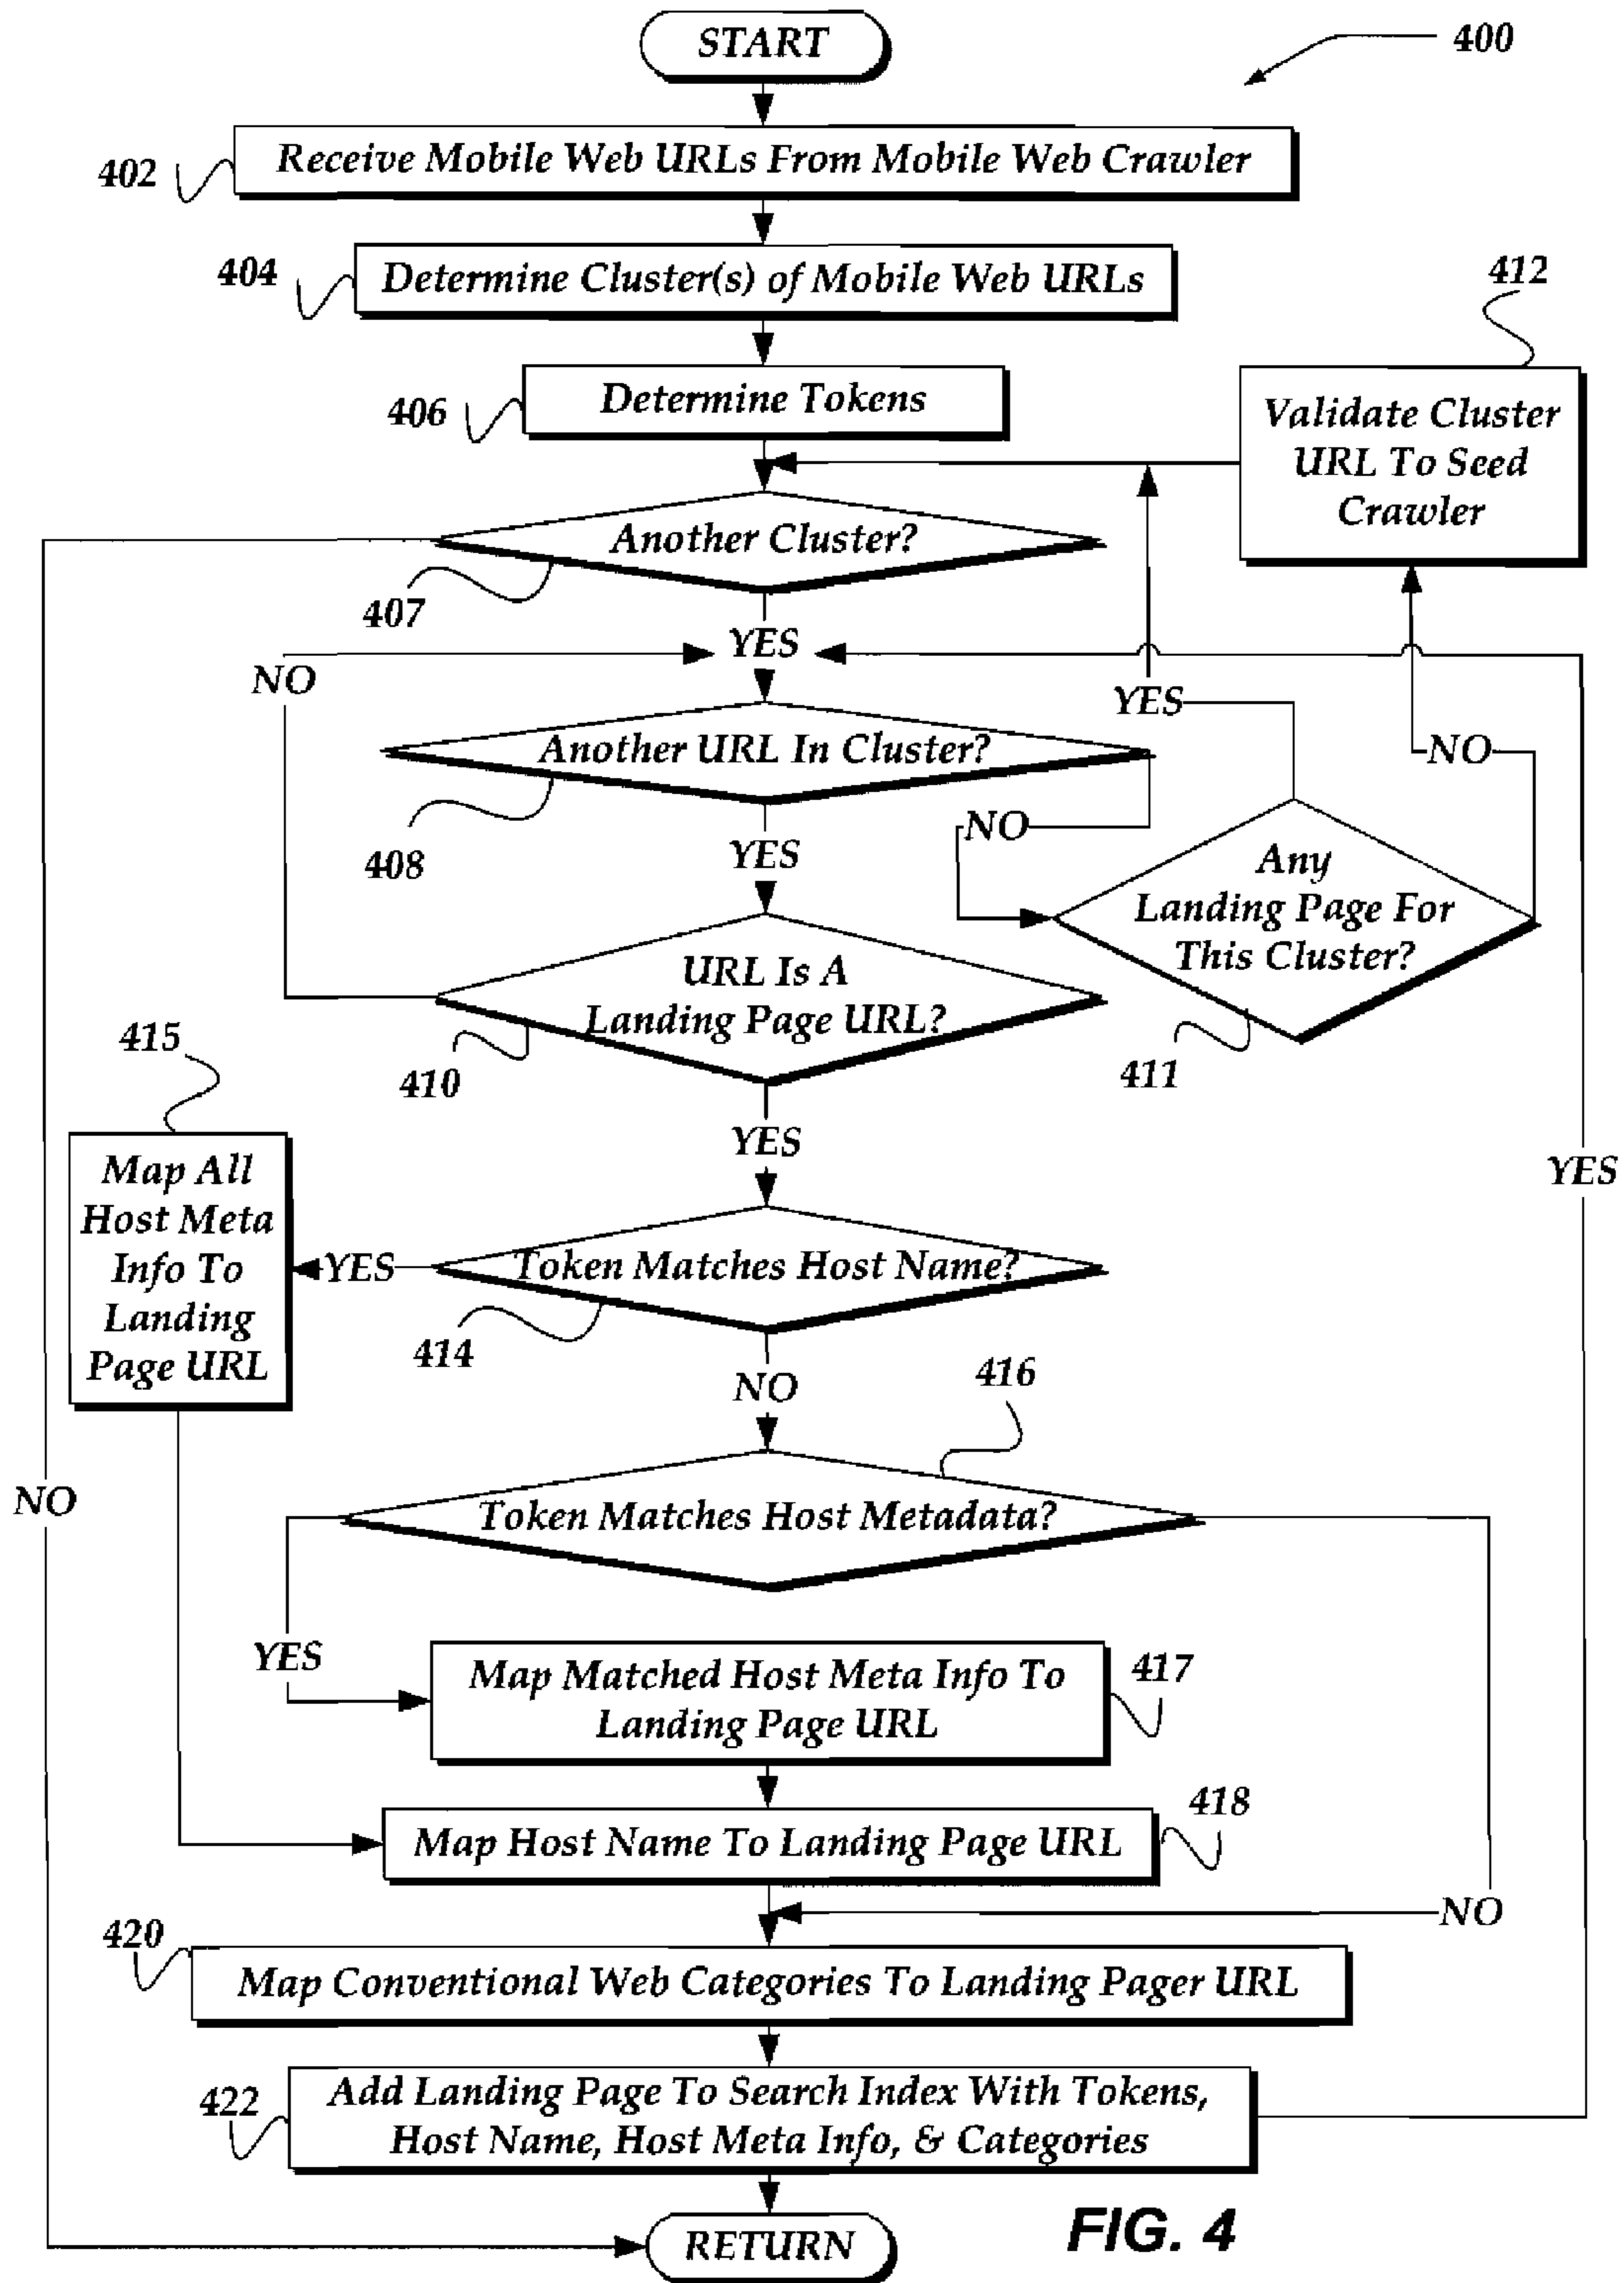 START
400
402
Receive Mobile Web URLs From Mobile Web Crawler
404
Determine Cluster(s) of Mobile Web URLs
412
406
Determine Tokens
Validate Cluster
URL To Seed
Crawler
Another Cluster?
407
YES
NO
YES
Another URL In Cluster?
NO
NO
408
YES
Any
Landing Page For
This Cluster?
URL Is A
Landing Page URL?
415
410
411
YES
Map All
Host Meta
Info To
Landing
Page URL
YES
YES
Token Matches Host Name?
414
NO
416
NO
Token Matches Host Metadata?
YES
Map Matched Host Meta Info To
Landing Page URL
417
418
Map Host Name To Landing Page URL
NO
420
Map Conventional Web Categories To Landing Pager URL
422
Add Landing Page To Search Index With Tokens,
Host Name, Host Meta Info, & Categories
RETURN
FIG. 4